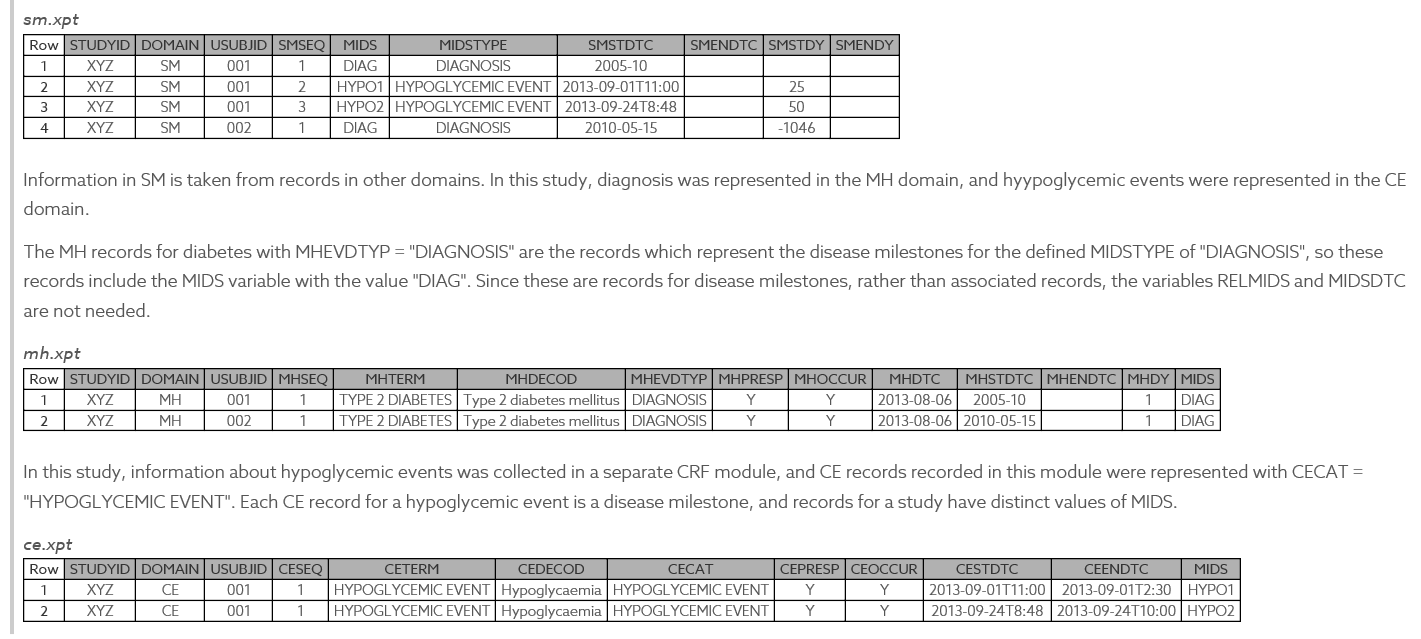 sm.xpt
Row STUDYID DOMAIN USUBJID SMSEQ MIDS MIDSTYPE SMSTDTC SMENDTC SMSTDY SMENDY
1 XYZ SM 001 1 DIAG DIAGNOSIS 2005-10
2 XYZ SM 001 2 HYPO1 HYPOGLYCEMIC EVENT 2013-09-01T11:00 25
3 XYZ SM 001 3 HYPO2 HYPOGLYCEMIC EVENT 2013-09-24T8:48 50
4 XYZ SM 002 1 DIAG DIAGNOSIS 2010-05-15 -1046
Information in SM is taken from records in other domains. In this study, diagnosis was represented in the MH domain, and hyypoglycemic events were represented in the CE
domain.
The MH records for diabetes with MHEVDTYP = "DIAGNOSIS" are the records which represent the disease milestones for the defined MIDSTYPE of "DIAGNOSIS", so these
records include the MIDS variable with the value "DIAG". Since these are records for disease milestones, rather than associated records, the variables RELMIDS and MIDSDTC
are not needed.
mh.xpt
Row STUDYID DOMAIN USUBJID MHSEQ MHTERM MHDECOD MHEVDTYP MHPRESP MHOCCUR MHDTC MHSTDTC MHENDTC MHDY MIDS
1 XYZ MH 001 1 TYPE 2 DIABETES Type 2 diabetes mellitus DIAGNOSIS Y Y 2013-08-06 2005-10 1 DIAG
2 XYZ MH 002 1 TYPE 2 DIABETES Type 2 diabetes mellitus DIAGNOSIS Y Y 2013-08-06 2010-05-15 1 DIAG
In this study, information about hypoglycemic events was collected in a separate CRF module, and CE records recorded in this module were represented with CECAT =
"HYPOGLYCEMIC EVENT". Each CE record for a hypoglycemic event is a disease milestone, and records for a study have distinct values of MIDS.
ce.xpt
Row STUDYID DOMAIN USUBJID CESEQ CETERM CEDECOD CECAT CEPRESP CEOCCUR CESTDTC CEENDTC MIDS
1 XYZ CE 001 1 HYPOGLYCEMIC EVENT Hypoglycaemia HYPOGLYCEMIC EVENT Y Y 2013-09-01T11:00 2013-09-01T2:30 HYPO1
2 XYZ CE 001 1 HYPOGLYCEMIC EVENT Hypoglycaemia HYPOGLYCEMIC EVENT Y Y 2013-09-24T8:48 2013-09-24T10:00 HYPO2